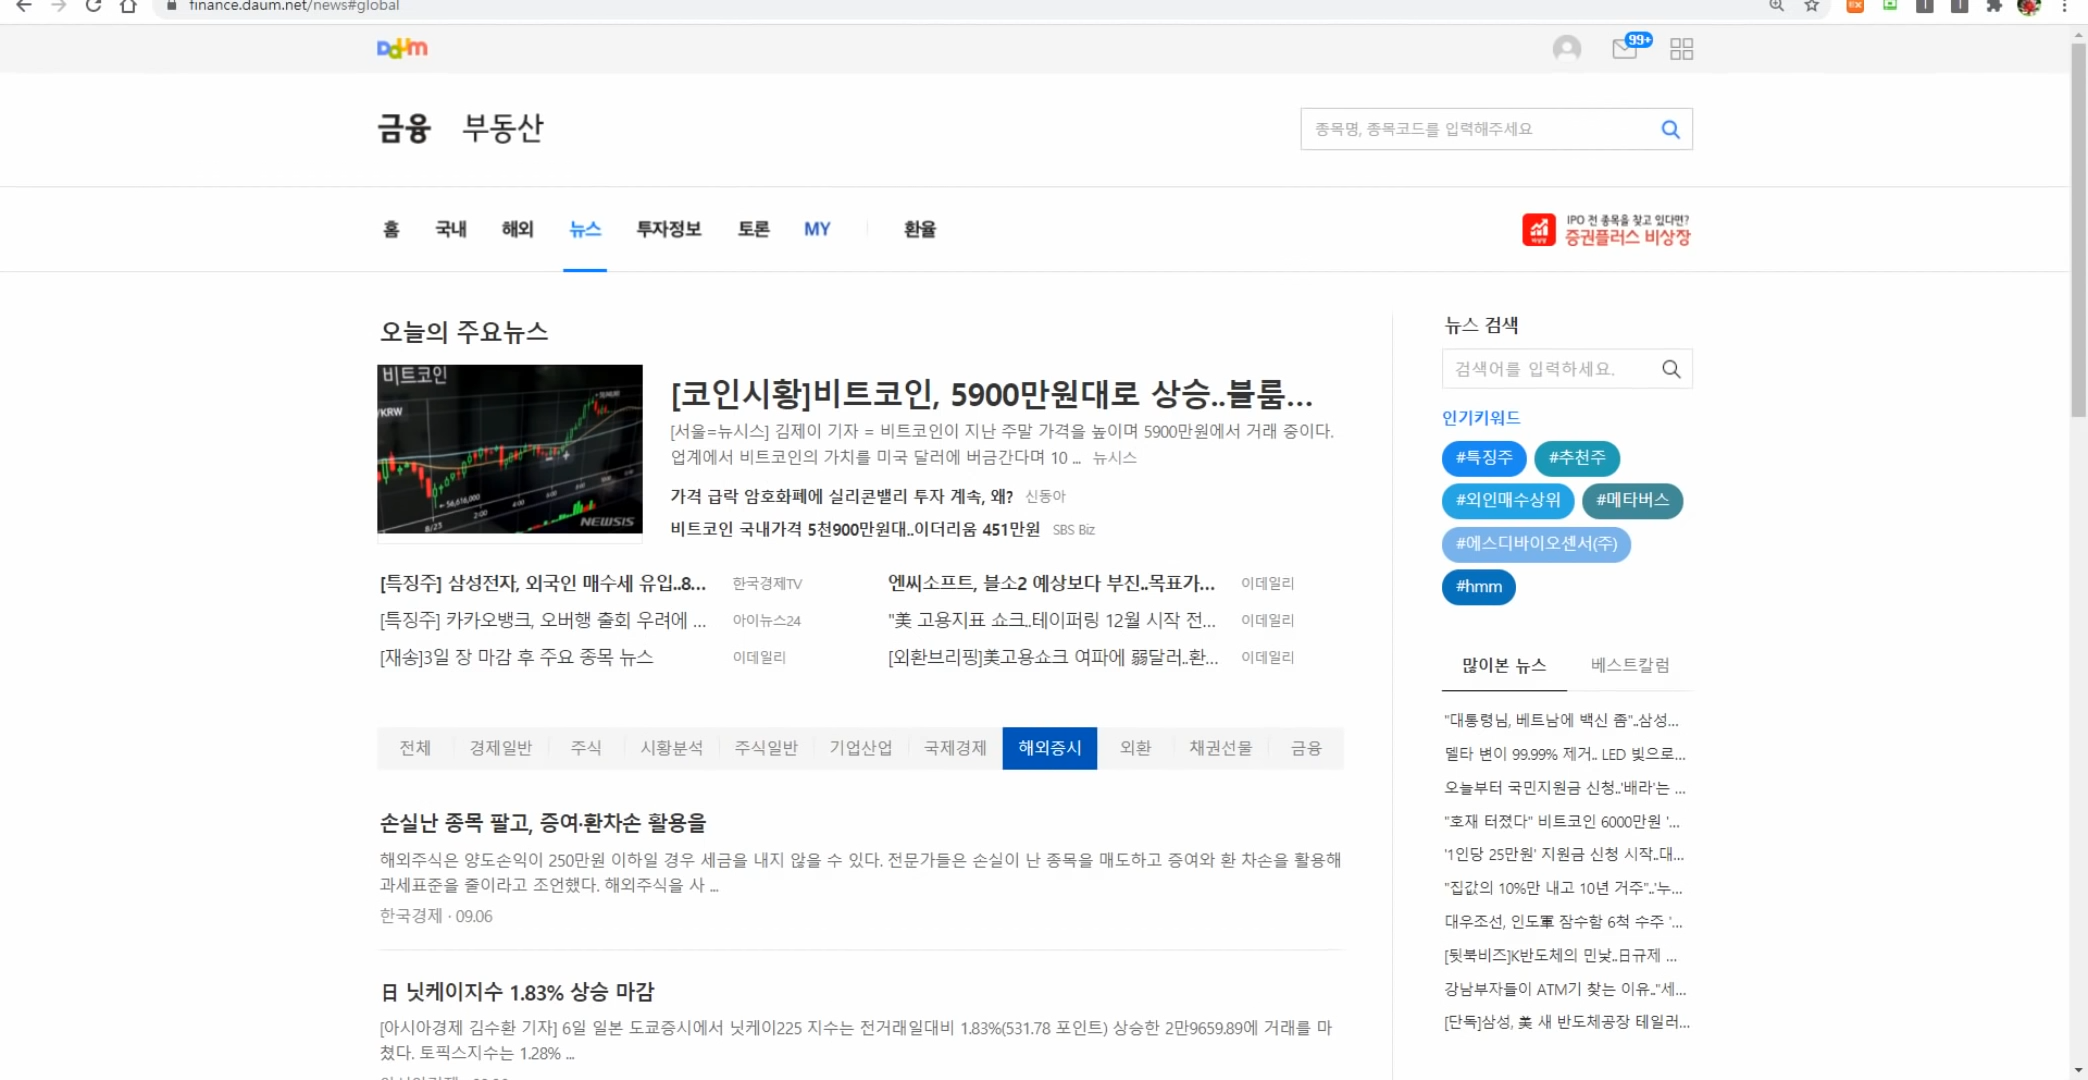 finance.daum.net/news#global
Daum
99+
금융 부동산
종목명, 종목코드를 입력해주세요
홈 국내 해외 뉴스 투자정보 토론 MY 환율
IPO 전 종목을 찾고 있다면?
증권플러스 비상장
오늘의 주요뉴스
비트코인
/KRW
56,616,000
8/23 2:00 4:00
NEWSIS
[코인시황]비트코인, 5900만원대로 상승..블룸...
[서울=뉴시스] 김제이 기자 = 비트코인이 지난 주말 가격을 높이며 5900만원에서 거래 중이다.
업계에서 비트코인의 가치를 미국 달러에 버금간다며 10 ... 뉴시스
가격 급락 암호화폐에 실리콘밸리 투자 계속, 왜? 신동아
비트코인 국내가격 5천900만원대..이더리움 451만원 SBS Biz
[특징주] 삼성전자, 외국인 매수세 유입..8... 한국경제TV
[특징주] 카카오뱅크, 오버행 출회 우려에 ... 아이뉴스24
[재송]3일 장 마감 후 주요 종목 뉴스 이데일리
엔씨소프트, 블소2 예상보다 부진..목표가... 이데일리
"美 고용지표 쇼크..테이퍼링 12월 시작 전... 이데일리
[외환브리핑]美고용쇼크 여파에 弱달러..환... 이데일리
전체 경제일반 주식 시황분석 주식일반 기업산업 국제경제 해외증시 외환 채권선물 금융
손실난 종목 팔고, 증여·환차손 활용을
해외주식은 양도손익이 250만원 이하일 경우 세금을 내지 않을 수 있다. 전문가들은 손실이 난 종목을 매도하고 증여와 환 차손을 활용해
과세표준을 줄이라고 조언했다. 해외주식을 사 ...
한국경제 · 09.06
日 닛케이지수 1.83% 상승 마감
[아시아경제 김수환 기자] 6일 일본 도쿄증시에서 닛케이225 지수는 전거래일대비 1.83%(531.78 포인트) 상승한 2만9659.89에 거래를 마
쳤다. 토픽스지수는 1.28% ...
뉴스 검색
검색어를 입력하세요.
인기키워드
#특징주 #추천주
#외인매수상위 #메타버스
#에스디바이오센서(주)
#hmm
많이본 뉴스 베스트칼럼
"대통령님, 베트남에 백신 좀"..삼성...
델타 변이 99.99% 제거.. LED 빛으로...
오늘부터 국민지원금 신청..'배라'는 ...
"호재 터졌다" 비트코인 6000만원 '...
'1인당 25만원' 지원금 신청 시작..대...
"집값의 10%만 내고 10년 거주"..'누...
대우조선, 인도軍 잠수함 6척 수주 '...
[뒷북비즈]K반도체의 민낯..日규제 ...
강남부자들이 ATM기 찾는 이유.."세...
[단독]삼성, 美 새 반도체공장 테일러...